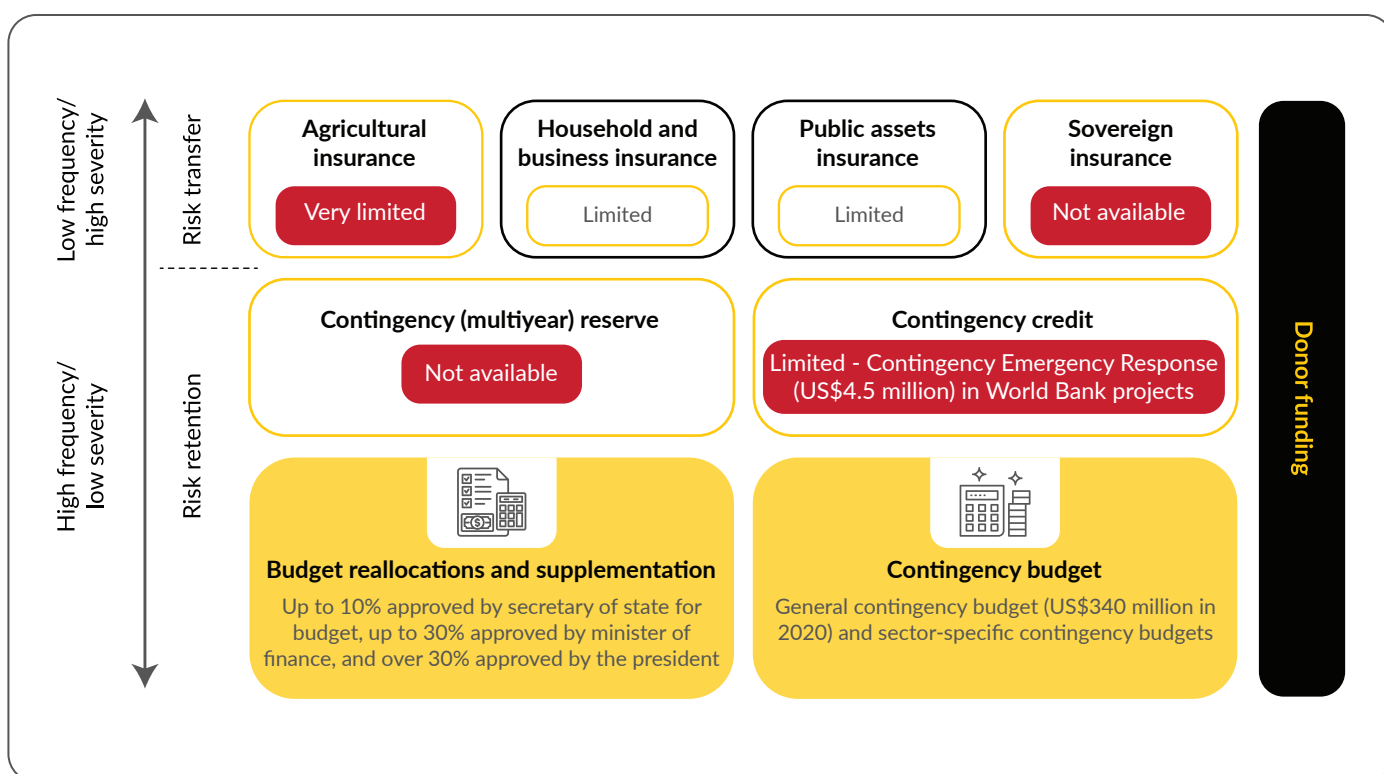 Low frequency/
high severity
Risk transfer
Agricultural
insurance
Very limited
Household and
business insurance
Limited
Public assets
insurance
Limited
Sovereign
insurance
Not available
High frequency/
low severity
Risk retention
Contingency (multiyear) reserve
Not available
Contingency credit
Limited - Contingency Emergency Response
(US$4.5 million) in World Bank projects
Budget reallocations and supplementation
Up to 10% approved by secretary of state for
budget, up to 30% approved by minister of
finance, and over 30% approved by the president
Contingency budget
General contingency budget (US$340 million in
2020) and sector-specific contingency budgets
Donor funding